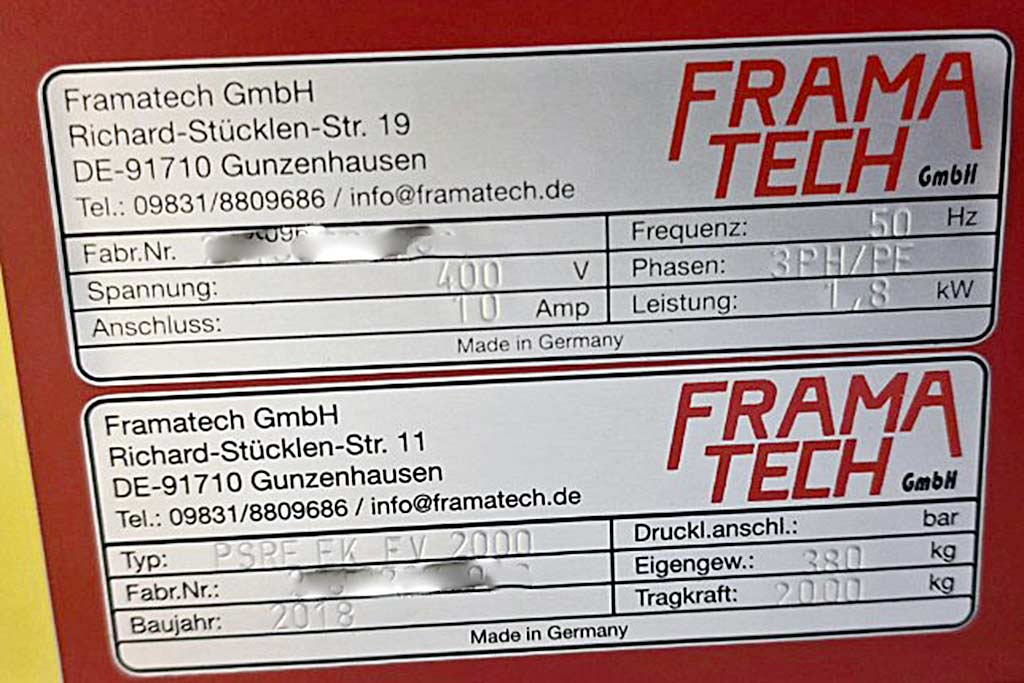 Framatech GmbH
Richard-Stücklen-Str. 19
DE-91710 Gunzenhausen
Tel.: 09831/8809686 / info@framatech.de
FRAMA
TECH GmbH
Fabr.Nr.
Spannung: 400 V
Anschluss: 10 Amp
Frequenz: 50 Hz
Phasen: 3PH/PE
Leistung: 1,8 kW
Made in Germany
Framatech GmbH
Richard-Stücklen-Str. 11
DE-91710 Gunzenhausen
Tel.: 09831/8809686 / info@framatech.de
FRAMA
TECH GmbH
Typ: PSRF EK EV 2000
Fabr.Nr.:
Baujahr: 2018
Druckl.anschl.: bar
Eigengew.: 380 kg
Tragkraft: 2000 kg
Made in Germany